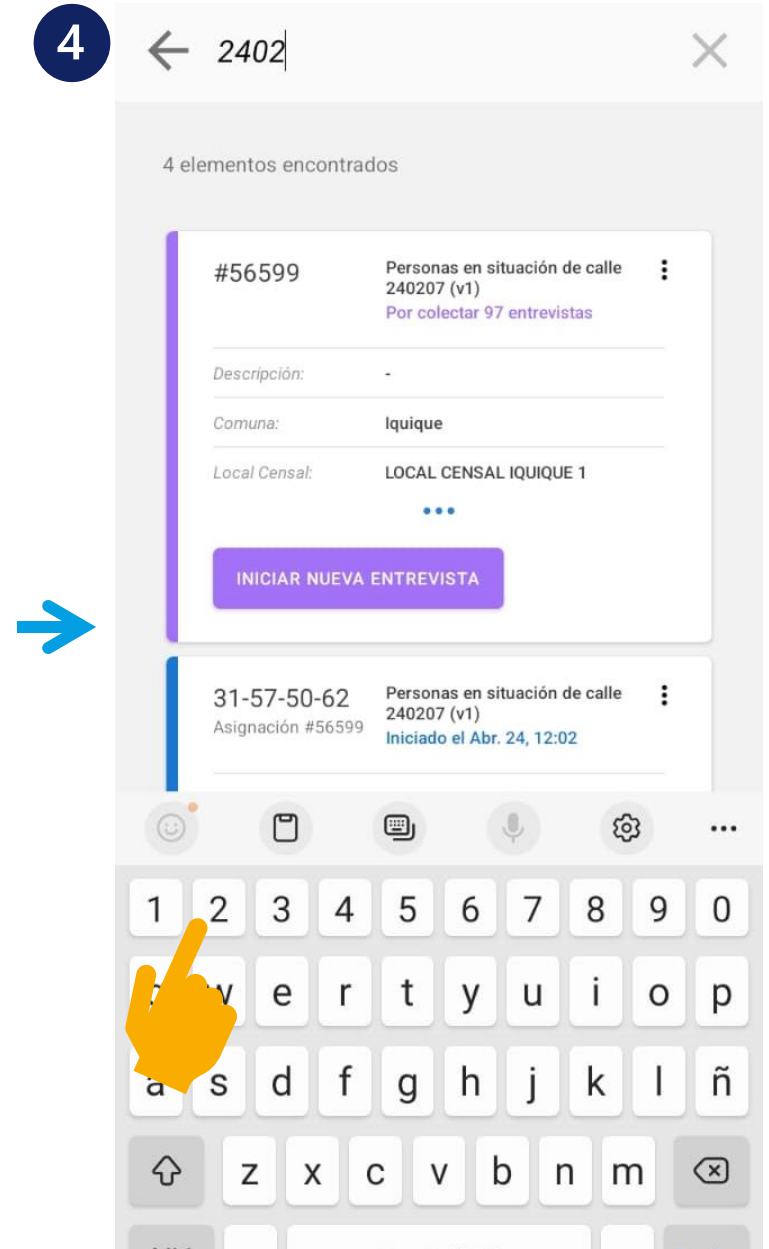 4
2402
4 elementos encontrados
#56599
Personas en situación de calle
240207 (v1)
Por colectar 97 entrevistas
Descripción: -
Comuna: Iquique
Local Censal: LOCAL CENSAL IQUIQUE 1
INICIAR NUEVA ENTREVISTA
31-57-50-62
Asignación #56599
Personas en situación de calle
240207 (v1)
Iniciado el Abr. 24, 12:02
1 2 3 4 5 6 7 8 9 0
w e r t y u i o p
a s d f g h j k l ñ
z x c v b n m